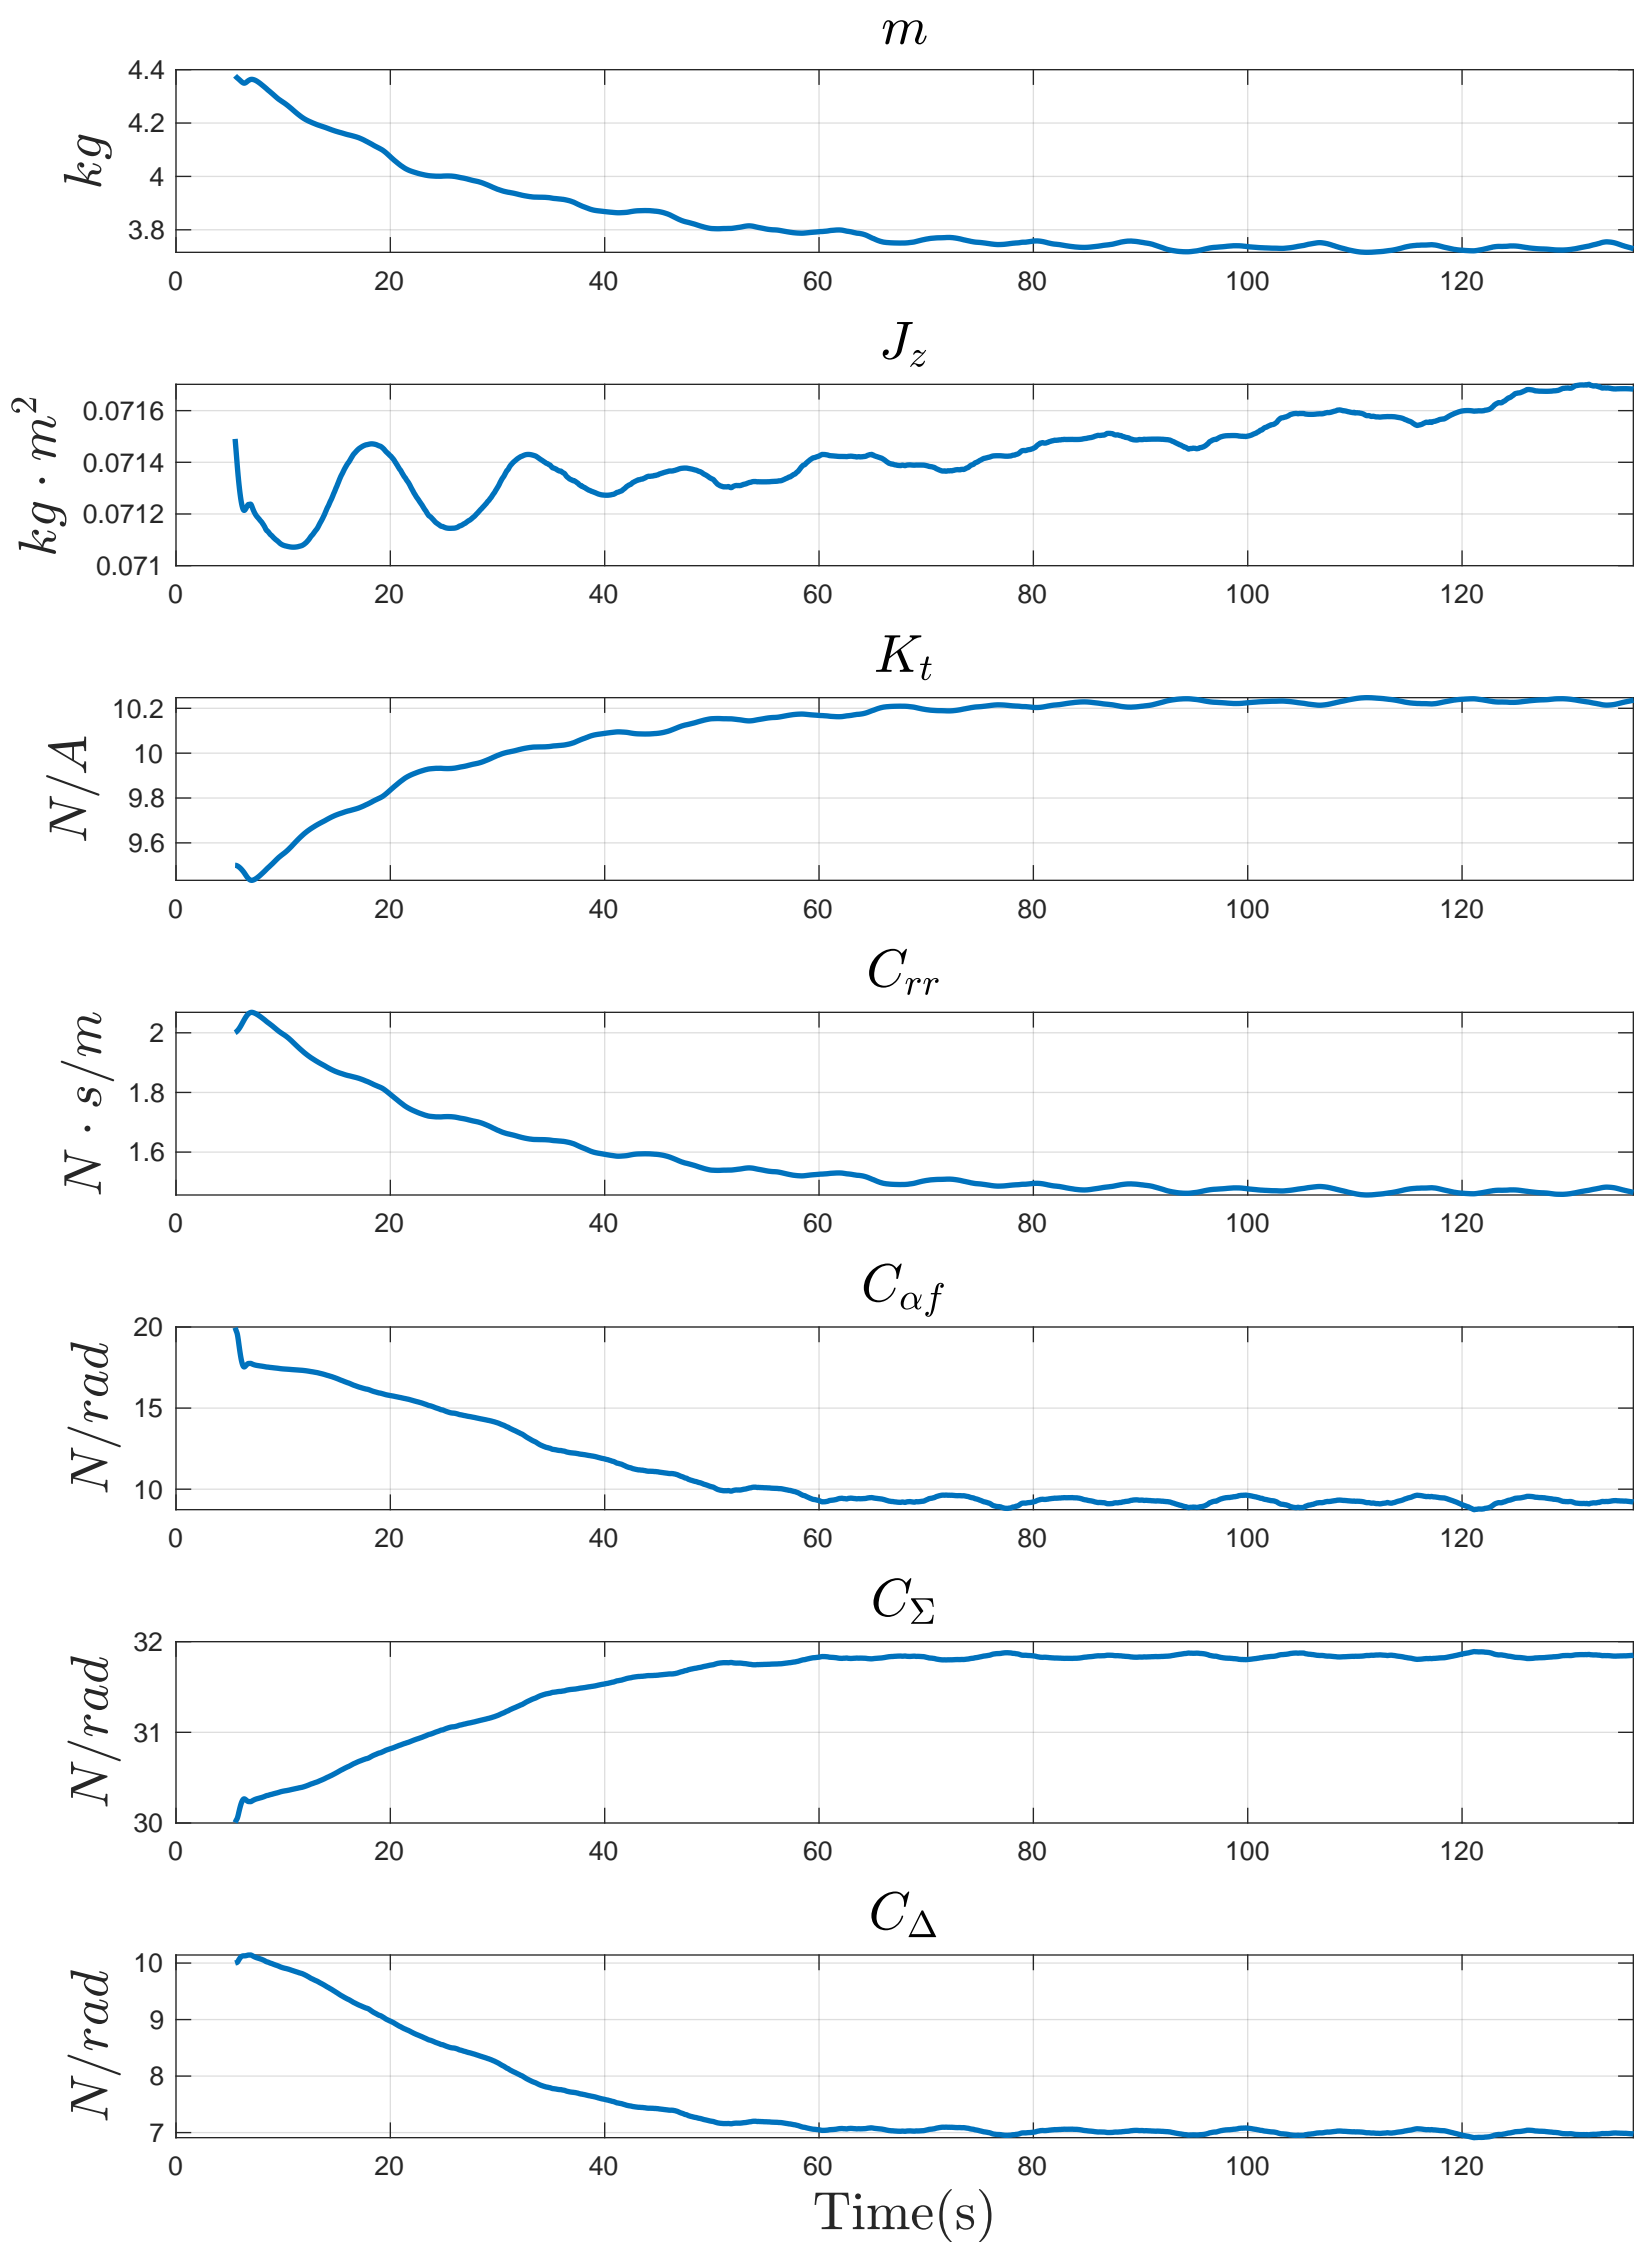 m
kg
4.4
4.2
4
3.8
0 20 40 60 80 100 120
J_z
kg · m²
0.0716
0.0714
0.0712
0.071
0 20 40 60 80 100 120
K_t
N/A
10.2
10
9.8
9.6
0 20 40 60 80 100 120
C_{rr}
N · s/m
2
1.8
1.6
0 20 40 60 80 100 120
C_{αf}
N/rad
20
15
10
0 20 40 60 80 100 120
C_Σ
N/rad
32
31
30
0 20 40 60 80 100 120
C_Δ
N/rad
10
9
8
7
0 20 40 60 80 100 120
Time(s)